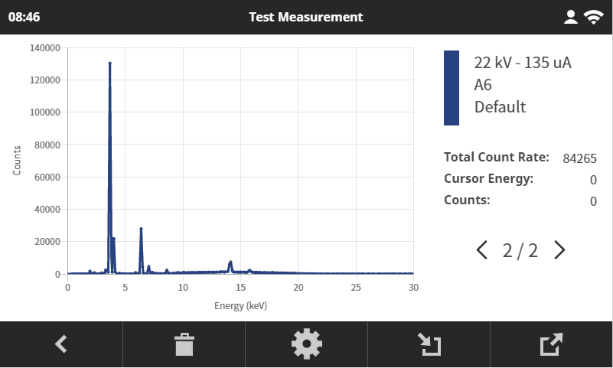 08:46
Test Measurement
140000
120000
100000
80000
60000
40000
20000
0
Counts
0
5
10
15
20
25
30
Energy (keV)
22 kV - 135 uA
A6
Default
Total Count Rate: 84265
Cursor Energy: 0
Counts: 0
2 / 2